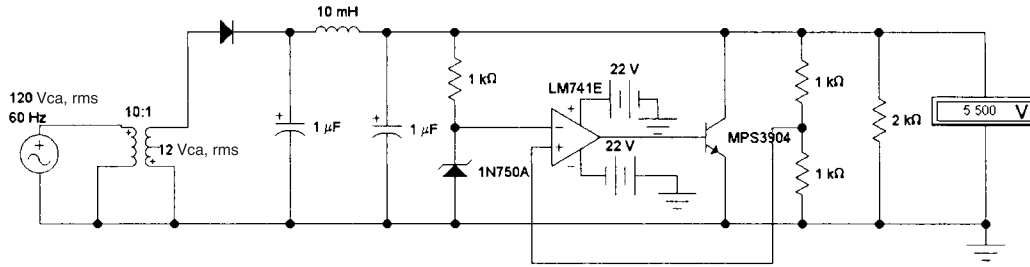 120 Vca, rms
60 Hz
10:1
12 Vca, rms
10 mH
1 µF
1 µF
1 kΩ
1N750A
LM741E
22 V
22 V
MPS3904
1 kΩ
1 kΩ
2 kΩ
5.500 V